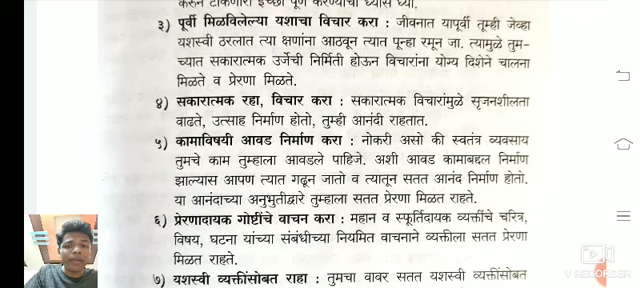 करून टाकणारी इच्छा पूर्ण करण्याचा ध्यास घ्या.
३) पूर्वी मिळविलेल्या यशाचा विचार करा : जीवनात यापूर्वी तूम्ही जेव्हा
यशस्वी ठरलात त्या क्षणांना आठवून त्यात पून्हा रमून जा. त्यामुळे तुम-
च्यात सकारात्मक उर्जेची निर्मिती होऊन विचारांना योग्य दिशेने चालना
मिळते व प्रेरणा मिळते.
४) सकारात्मक रहा, विचार करा : सकारात्मक विचारांमुळे सृजनशीलता
वाढते, उत्साह निर्माण होतो, तुम्ही आनंदी राहतात.
५) कामाविषयी आवड निर्माण करा : नोकरी असो की स्वतंत्र व्यवसाय
तुमचे काम तुम्हाला आवडले पाहिजे. अशी आवड कामाबद्दल निर्माण
झाल्यास आपण त्यात गढून जातो व त्यातून सतत आनंद निर्माण होतो.
या आनंदाच्या अनुभुतीद्वारे तुम्हाला सतत प्रेरणा मिळत राहते.
६) प्रेरणादायक गोष्टींचे वाचन करा : महान व स्फूर्तिदायक व्यक्तींचे चरित्र,
विषय, घटना यांच्या संबंधीच्या नियमित वाचनाने व्यक्तीला सतत प्रेरणा
मिळत राहते.
७) यशस्वी व्यक्तींसोबत राहा : तुमचा वावर सतत यशस्वी व्यक्तींसोबत
V RECORDER